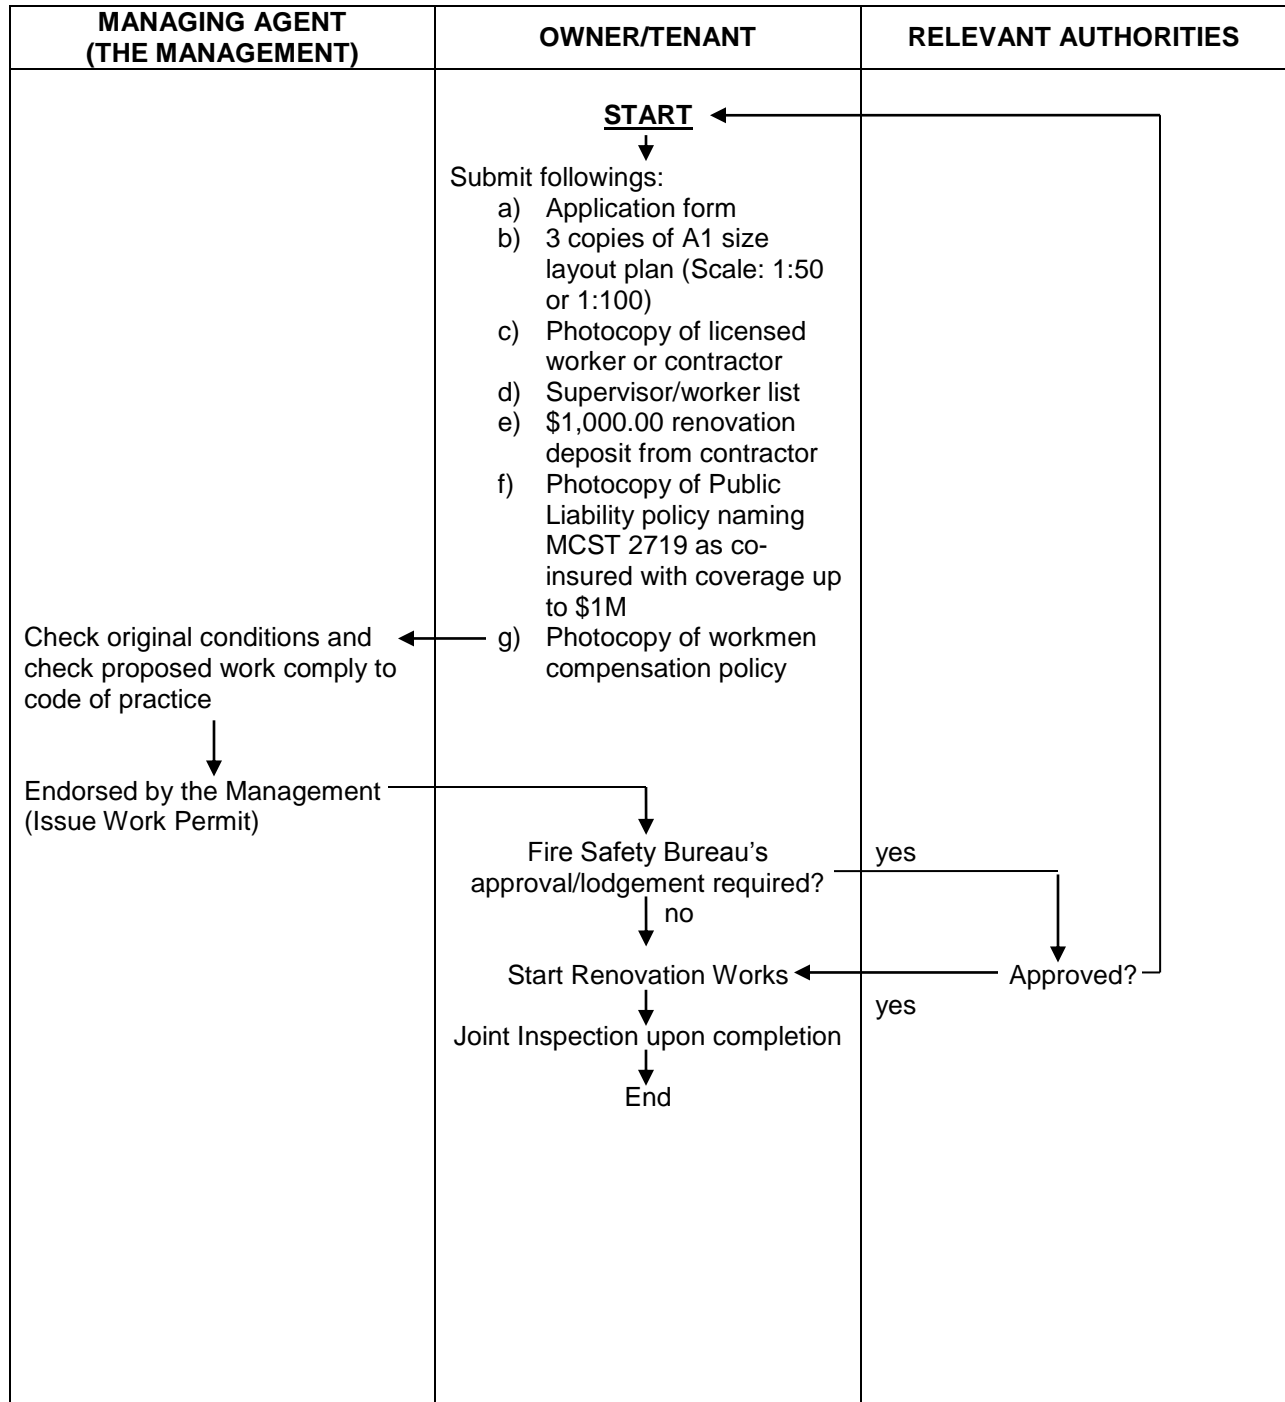 MANAGING AGENT
(THE MANAGEMENT)
OWNER/TENANT
RELEVANT AUTHORITIES
START
Submit followings:
a) Application form
b) 3 copies of A1 size
layout plan (Scale: 1:50
or 1:100)
c) Photocopy of licensed
worker or contractor
d) Supervisor/worker list
e) $1,000.00 renovation
deposit from contractor
f) Photocopy of Public
Liability policy naming
MCST 2719 as co-
insured with coverage up
to $1M
g) Photocopy of workmen
compensation policy
Check original conditions and
check proposed work comply to
code of practice
Endorsed by the Management
(Issue Work Permit)
Fire Safety Bureau’s
approval/lodgement required?
yes
no
Start Renovation Works
Approved?
yes
Joint Inspection upon completion
End